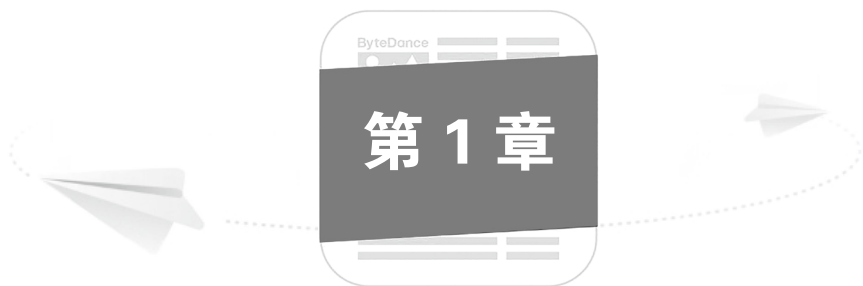 ByteDance
第 1 章